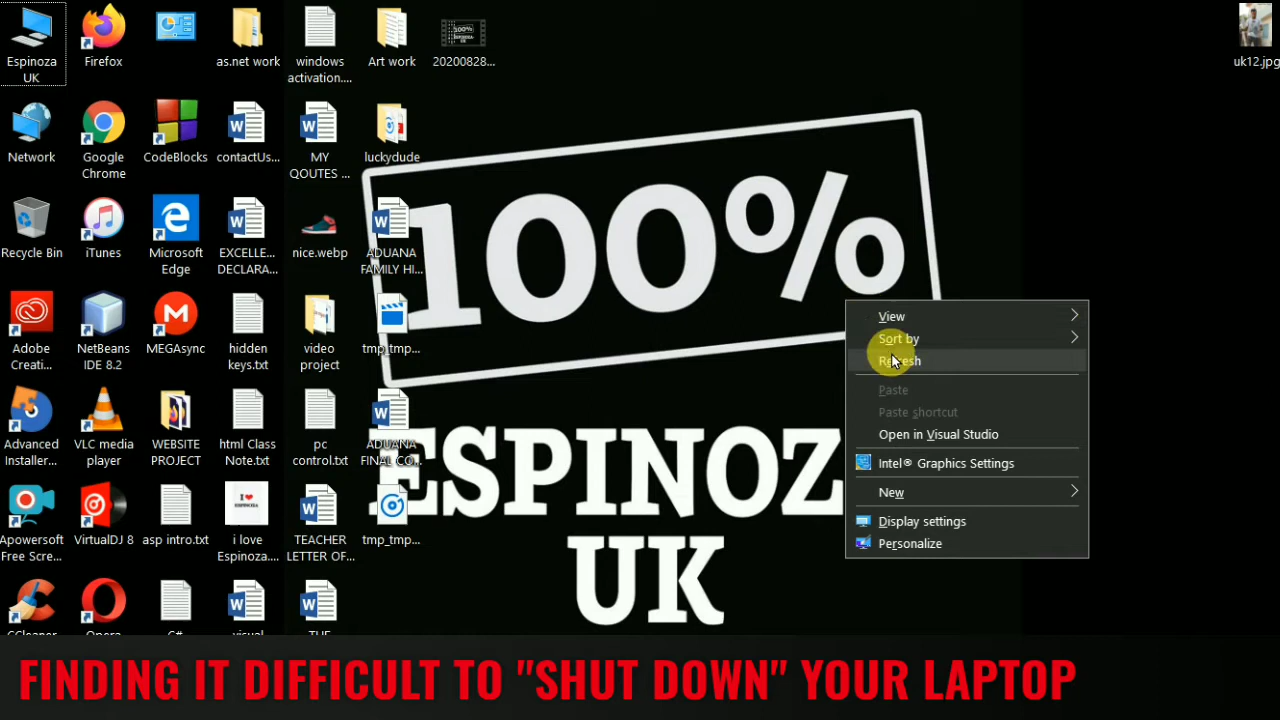 Espinoza
UK
Firefox
as.net work
windows
activation....
Art work
20200828...
uk12.jpg
Network
Google
Chrome
CodeBlocks
contactUs...
MY
QOUTES ...
luckydude
Recycle Bin
iTunes
Microsoft
Edge
EXCELLE...
DECLARA...
nice.webp
ADUANA
FAMILY HI...
Adobe
Creati...
NetBeans
IDE 8.2
MEGAsync
hidden
keys.txt
video
project
tmp_tmp...
Advanced
Installer...
VLC media
player
WEBSITE
PROJECT
html Class
Note.txt
pc
control.txt
ADUANA
FINAL CO...
Apowersoft
Free Scre...
VirtualDJ 8
asp intro.txt
i love
Espinoza....
TEACHER
LETTER OF...
tmp_tmp...
CCleaner
Opera
C#
visual
THE
100%
ESPINOZ
UK
I ♥
ESPINOZA
View
Sort by
Refresh
Paste
Paste shortcut
Open in Visual Studio
Intel® Graphics Settings
New
Display settings
Personalize
FINDING IT DIFFICULT TO "SHUT DOWN" YOUR LAPTOP